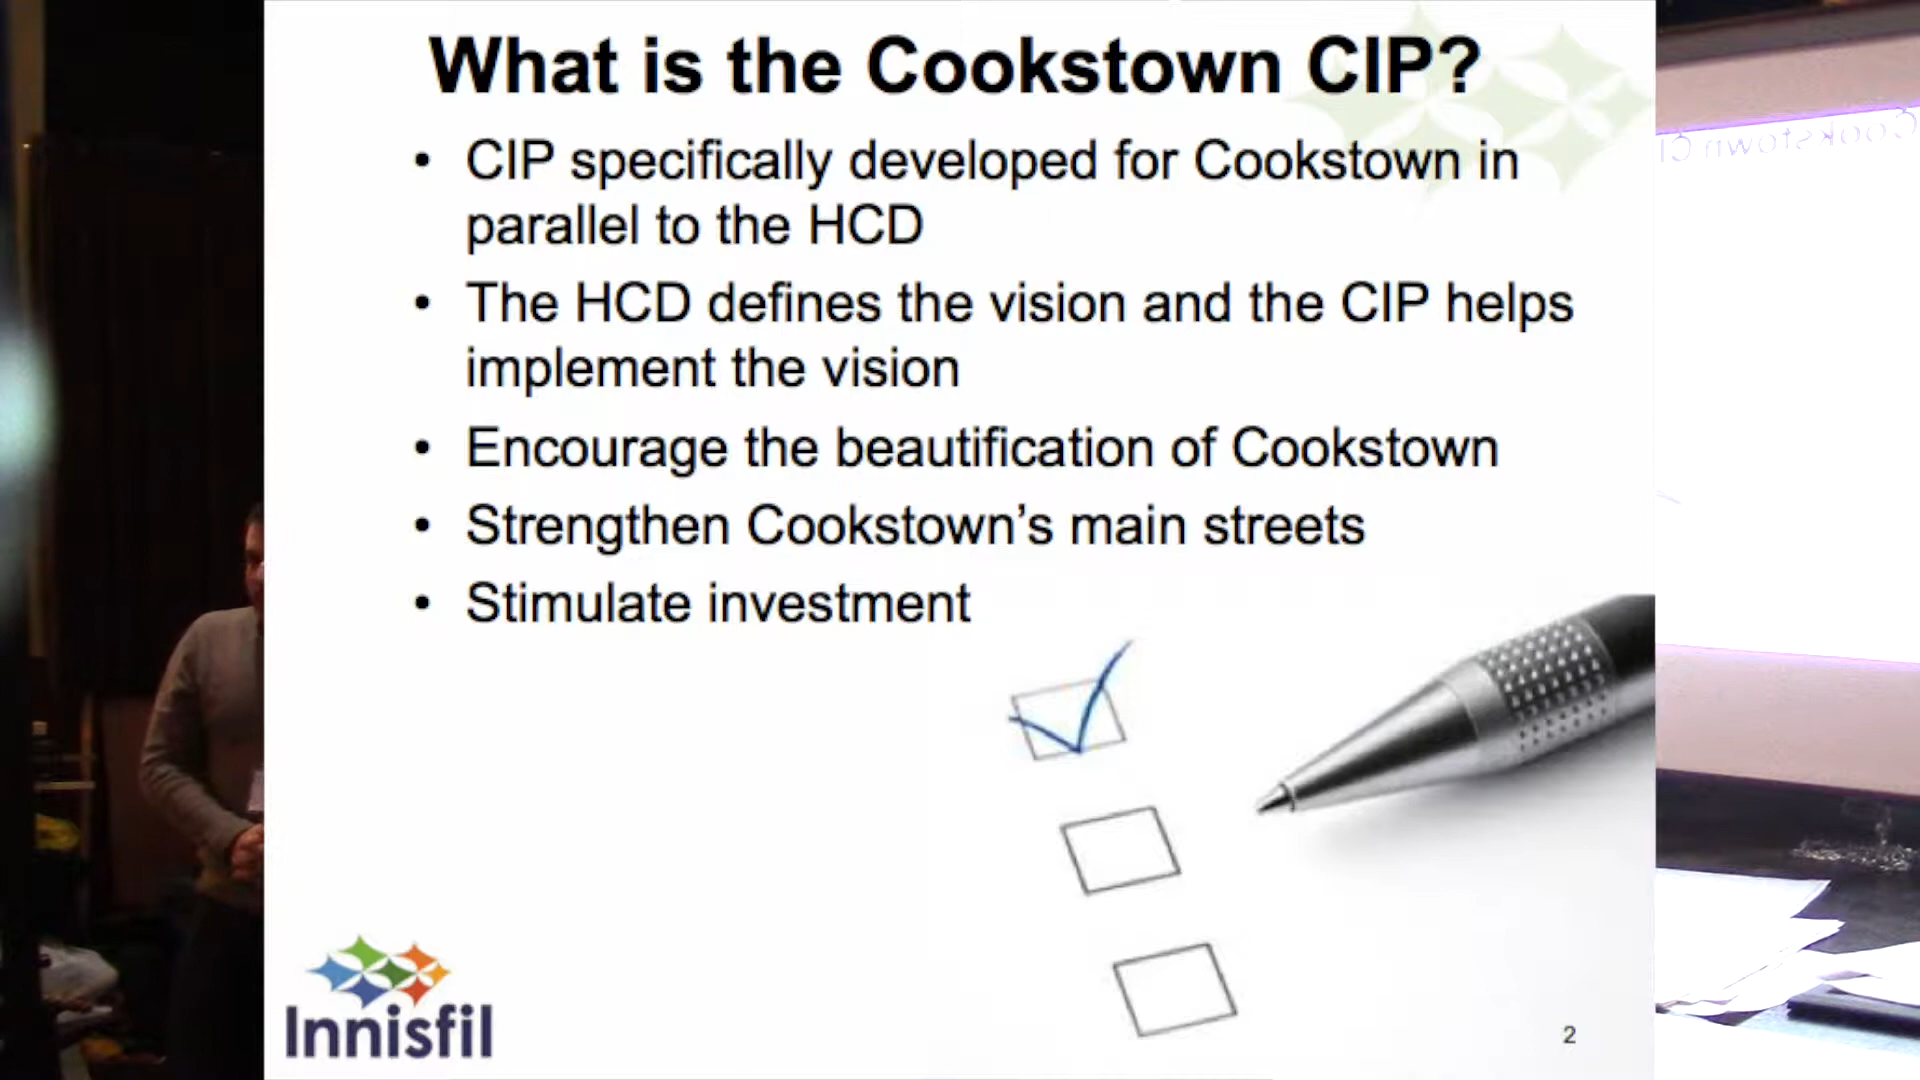 What is the Cookstown CIP?
• CIP specifically developed for Cookstown in
parallel to the HCD
• The HCD defines the vision and the CIP helps
implement the vision
• Encourage the beautification of Cookstown
• Strengthen Cookstown’s main streets
• Stimulate investment
Innisfil
2